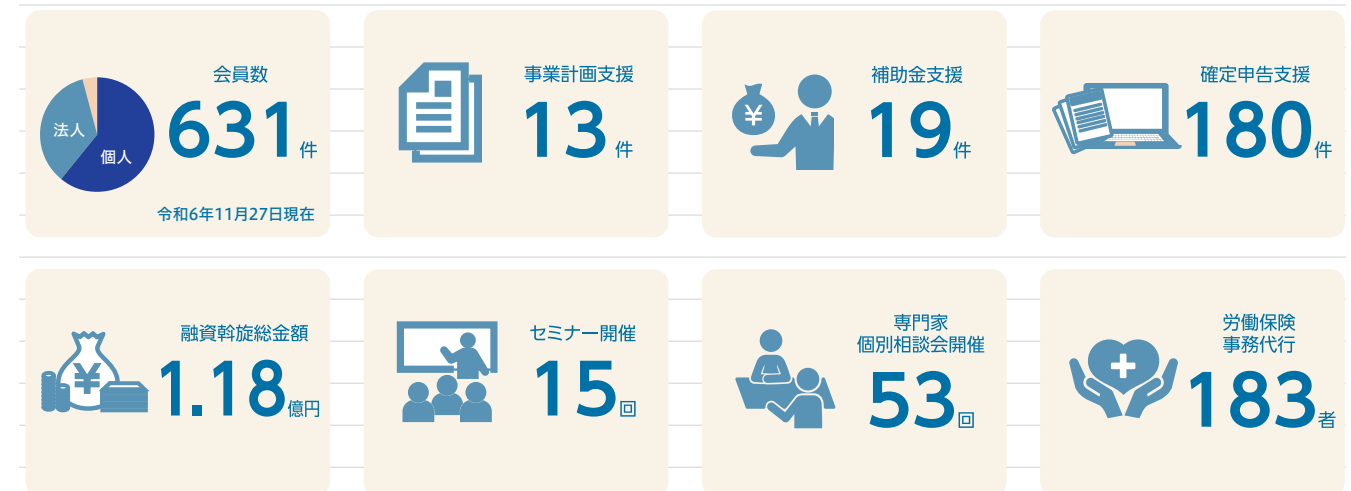 会員数
631件
法人
個人
令和6年11月27日現在
事業計画支援
13件
補助金支援
¥
19件
確定申告支援
180件
融資斡旋総金額
¥
1.18億円
セミナー開催
15回
専門家
個別相談会開催
53回
労働保険
事務代行
183者